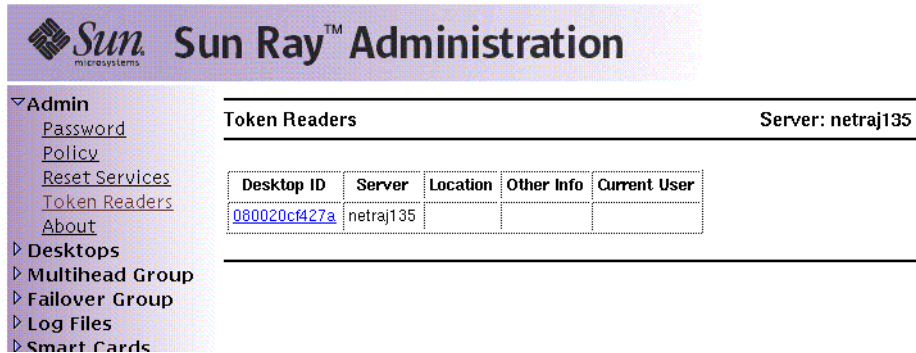 Sun microsystems Sun Ray™ Administration
Admin
Password
Policy
Reset Services
Token Readers
About
Desktops
Multihead Group
Failover Group
Log Files
Smart Cards
Token Readers Server: netraj135
Desktop ID Server Location Other Info Current User
080020cf427a netraj135